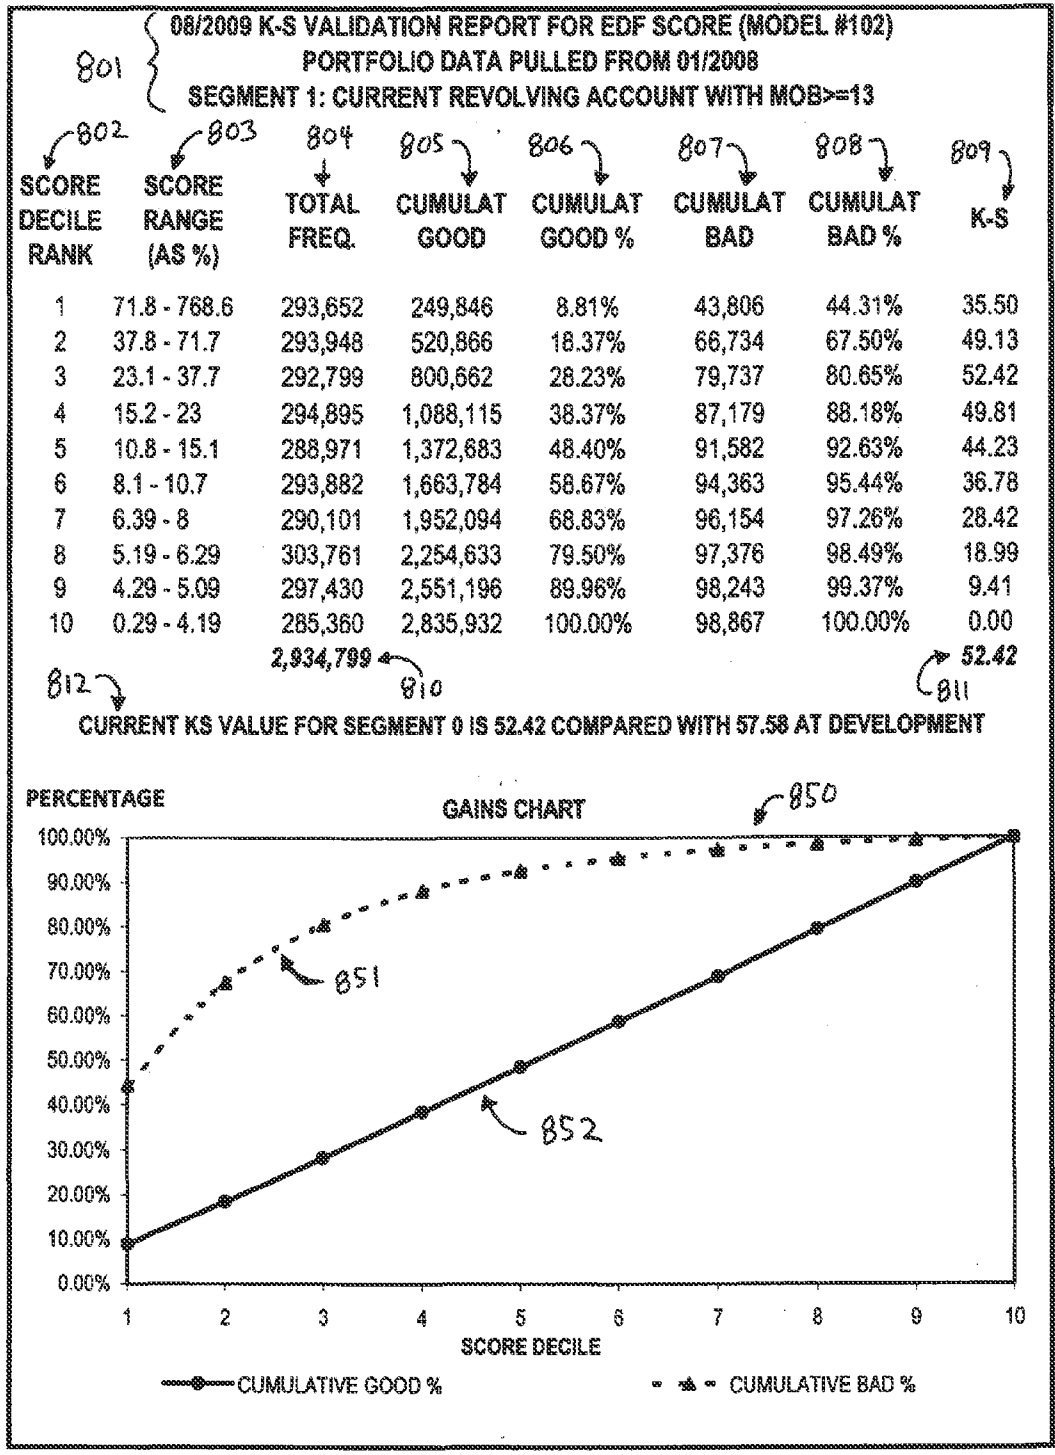 08/2009 K-S VALIDATION REPORT FOR EDF SCORE (MODEL #102)
801
PORTFOLIO DATA PULLED FROM 01/2008
SEGMENT 1: CURRENT REVOLVING ACCOUNT WITH MOB>=13
802 803 804 805 806 807 808 809
SCORE DECILE RANK SCORE RANGE (AS %) TOTAL FREQ. CUMULAT GOOD CUMULAT GOOD % CUMULAT BAD CUMULAT BAD % K-S
1 71.8 - 768.6 293,652 249,846 8.81% 43,806 44.31% 35.50
2 37.8 - 71.7 293,948 520,866 18.37% 66,734 67.50% 49.13
3 23.1 - 37.7 292,799 800,662 28.23% 79,737 80.65% 52.42
4 15.2 - 23 294,895 1,088,115 38.37% 87,179 88.18% 49.81
5 10.8 - 15.1 288,971 1,372,683 48.40% 91,582 92.63% 44.23
6 8.1 - 10.7 293,882 1,663,784 58.67% 94,363 95.44% 36.78
7 6.39 - 8 290,101 1,952,094 68.83% 96,154 97.26% 28.42
8 5.19 - 6.29 303,761 2,254,633 79.50% 97,376 98.49% 18.99
9 4.29 - 5.09 297,430 2,551,196 89.96% 98,243 99.37% 9.41
10 0.29 - 4.19 285,360 2,835,932 100.00% 98,867 100.00% 0.00
2,934,799 52.42
812 810 811
CURRENT KS VALUE FOR SEGMENT 0 IS 52.42 COMPARED WITH 57.58 AT DEVELOPMENT
PERCENTAGE GAINS CHART 850
100.00%
90.00%
80.00%
70.00%
851
60.00%
50.00%
40.00%
852
30.00%
20.00%
10.00%
0.00%
1 2 3 4 5 6 7 8 9 10
SCORE DECILE
CUMULATIVE GOOD % CUMULATIVE BAD %